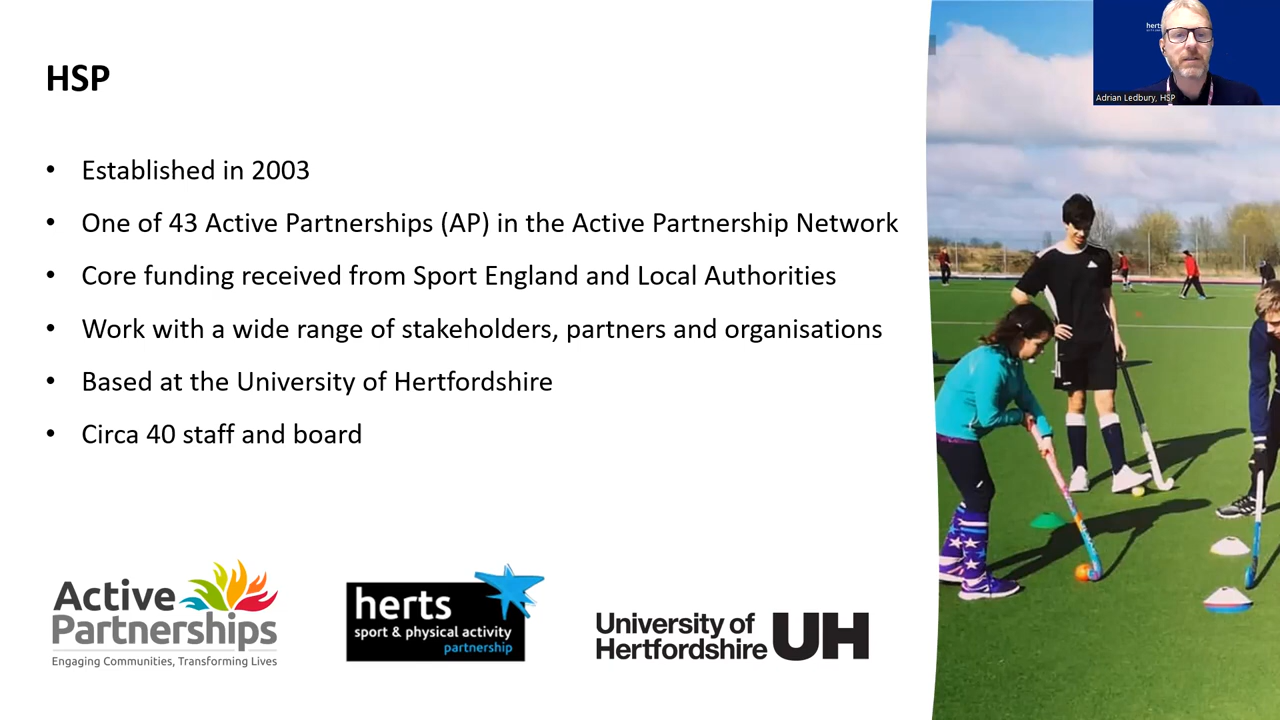 HSP
• Established in 2003
• One of 43 Active Partnerships (AP) in the Active Partnership Network
• Core funding received from Sport England and Local Authorities
• Work with a wide range of stakeholders, partners and organisations
• Based at the University of Hertfordshire
• Circa 40 staff and board
Active
Partnerships
Engaging Communities, Transforming Lives
herts
sport & physical activity
partnership
University of
Hertfordshire
UH
herts
Adrian Ledbury, HSP